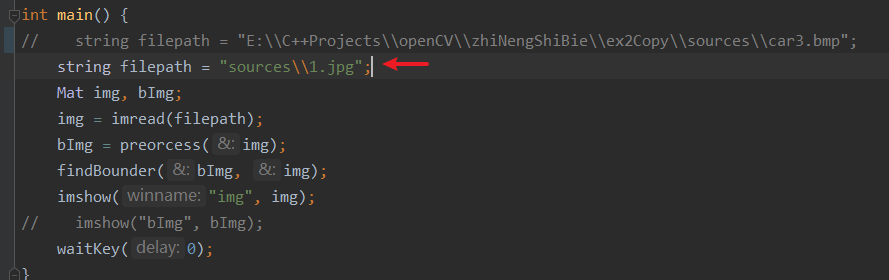 int main() {
//    string filepath = "E:\\C++Projects\\openCV\\zhiNengShiBie\\ex2Copy\\sources\\car3.bmp";
    string filepath = "sources\\1.jpg";
    Mat img, bImg;
    img = imread(filepath);
    bImg = preorcess( &: img);
    findBounder( &: bImg, &: img);
    imshow( winname: "img", img);
//    imshow("bImg", bImg);
    waitKey( delay: 0);
}